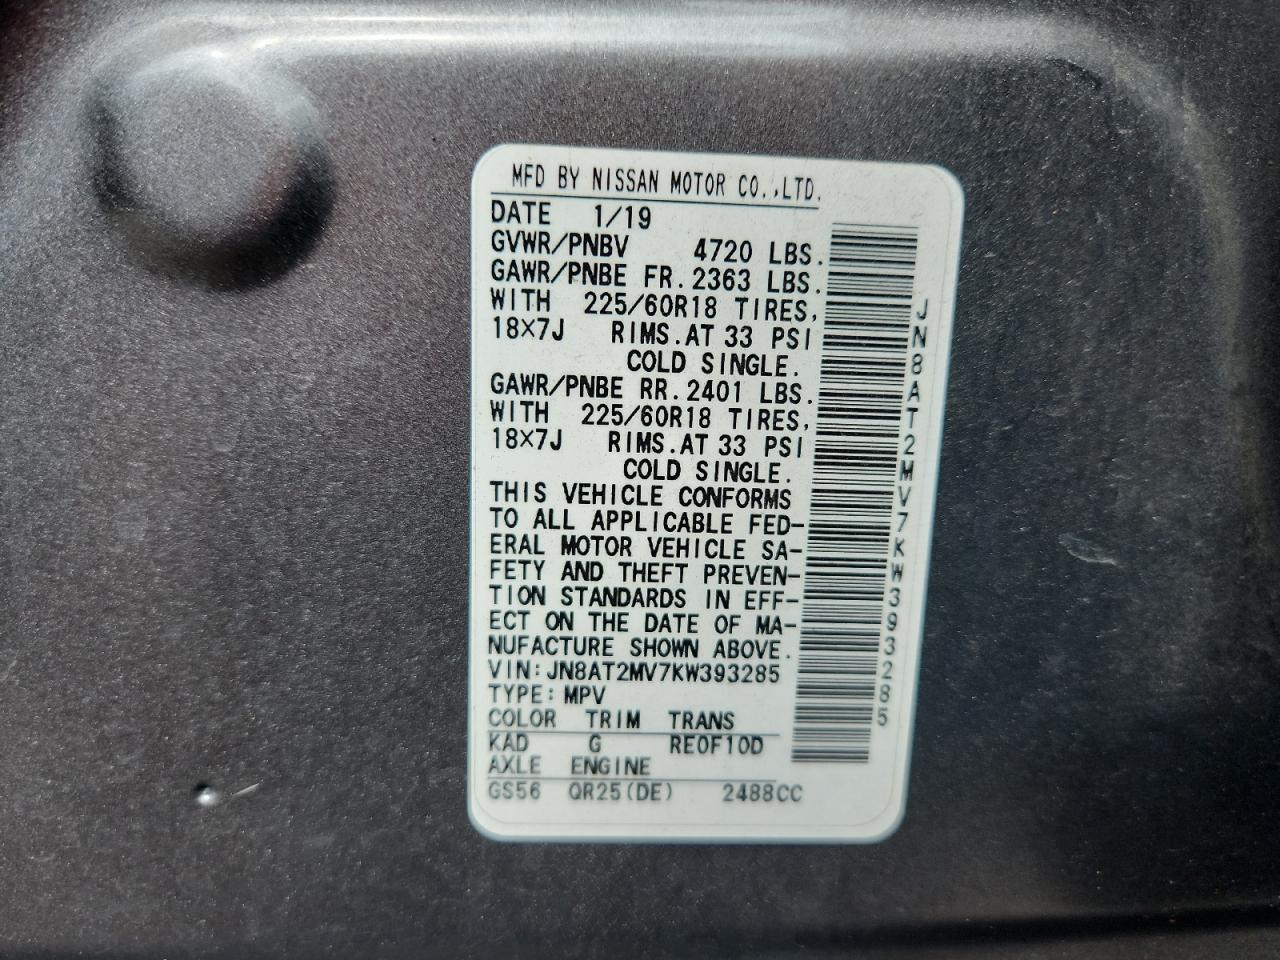 MFD BY NISSAN MOTOR CO.,LTD.
DATE 1/19
GVWR/PNBV 4720 LBS.
GAWR/PNBE FR. 2363 LBS.
WITH 225/60R18 TIRES,
18×7J RIMS.AT 33 PSI
COLD SINGLE.
GAWR/PNBE RR. 2401 LBS.
WITH 225/60R18 TIRES,
18×7J RIMS.AT 33 PSI
COLD SINGLE.
THIS VEHICLE CONFORMS
TO ALL APPLICABLE FED-
ERAL MOTOR VEHICLE SA-
FETY AND THEFT PREVEN-
TION STANDARDS IN EFF-
ECT ON THE DATE OF MA-
NUFACTURE SHOWN ABOVE.
VIN:JN8AT2MV7KW393285
TYPE:MPV
COLOR TRIM TRANS
KAD G RE0F10D
AXLE ENGINE
GS56 QR25(DE) 2488CC
JN8AT2MV7KW393285